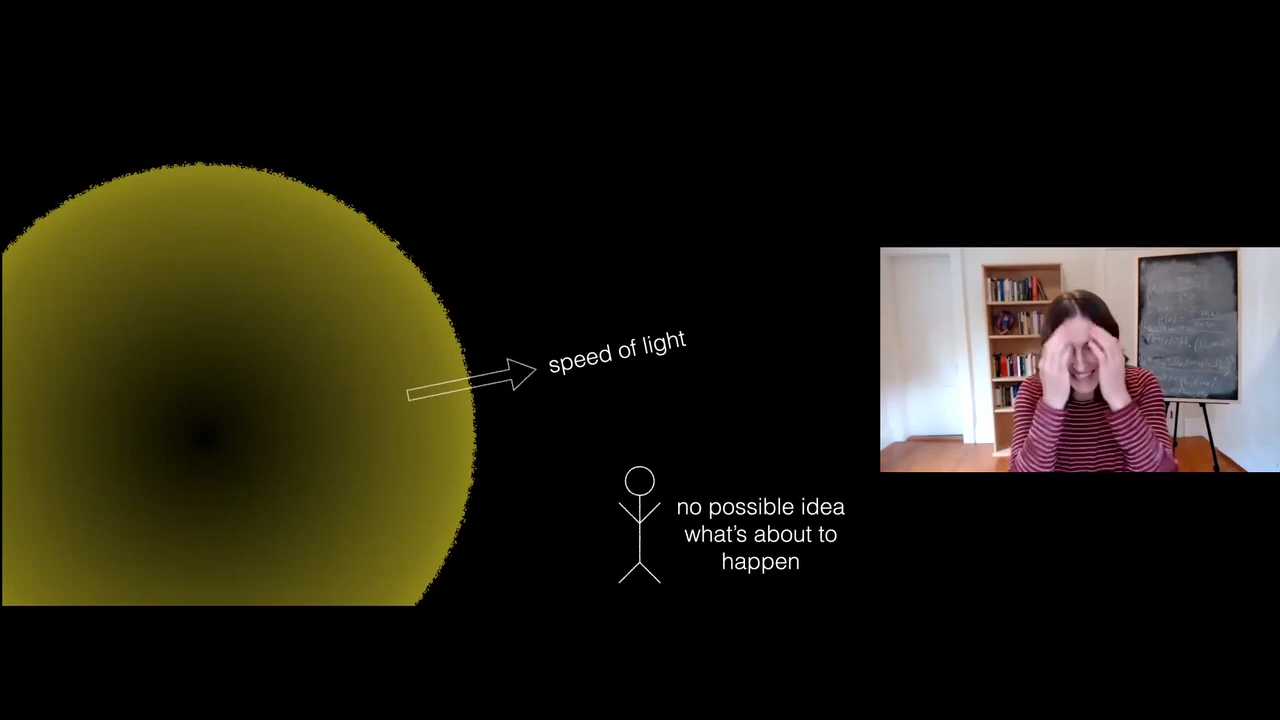 speed of light
no possible idea
what's about to
happen